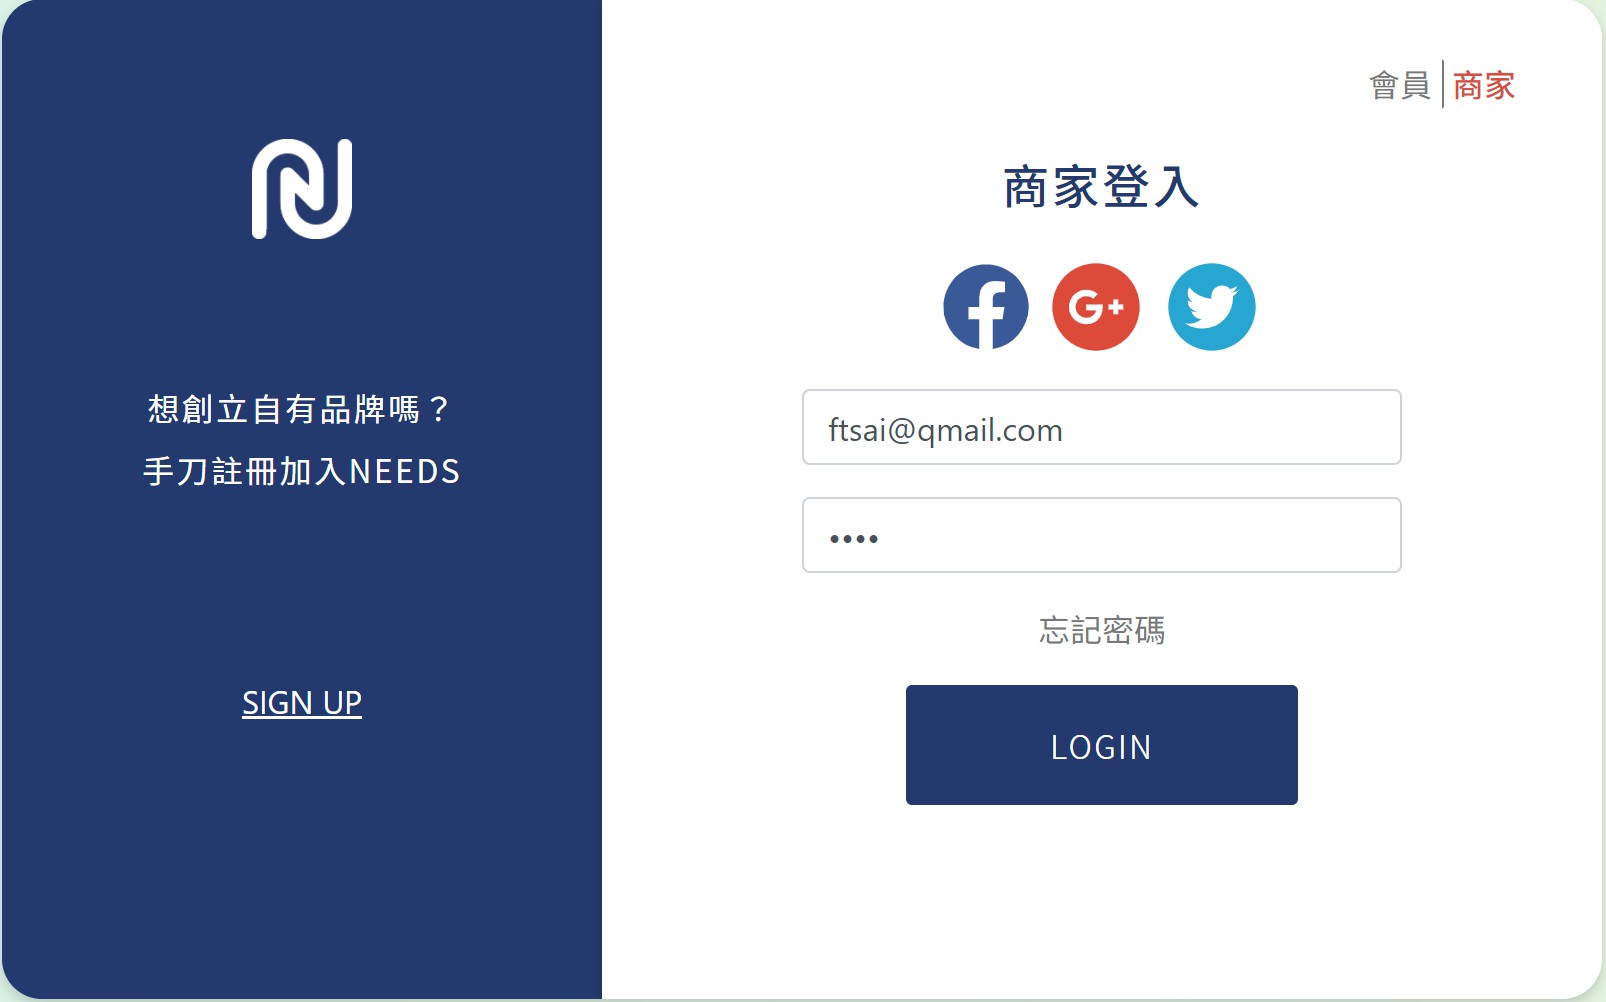 想創立自有品牌嗎？
手刀註冊加入NEEDS
SIGN UP
會員 商家
商家登入
ftsai@qmail.com
••••
忘記密碼
LOGIN